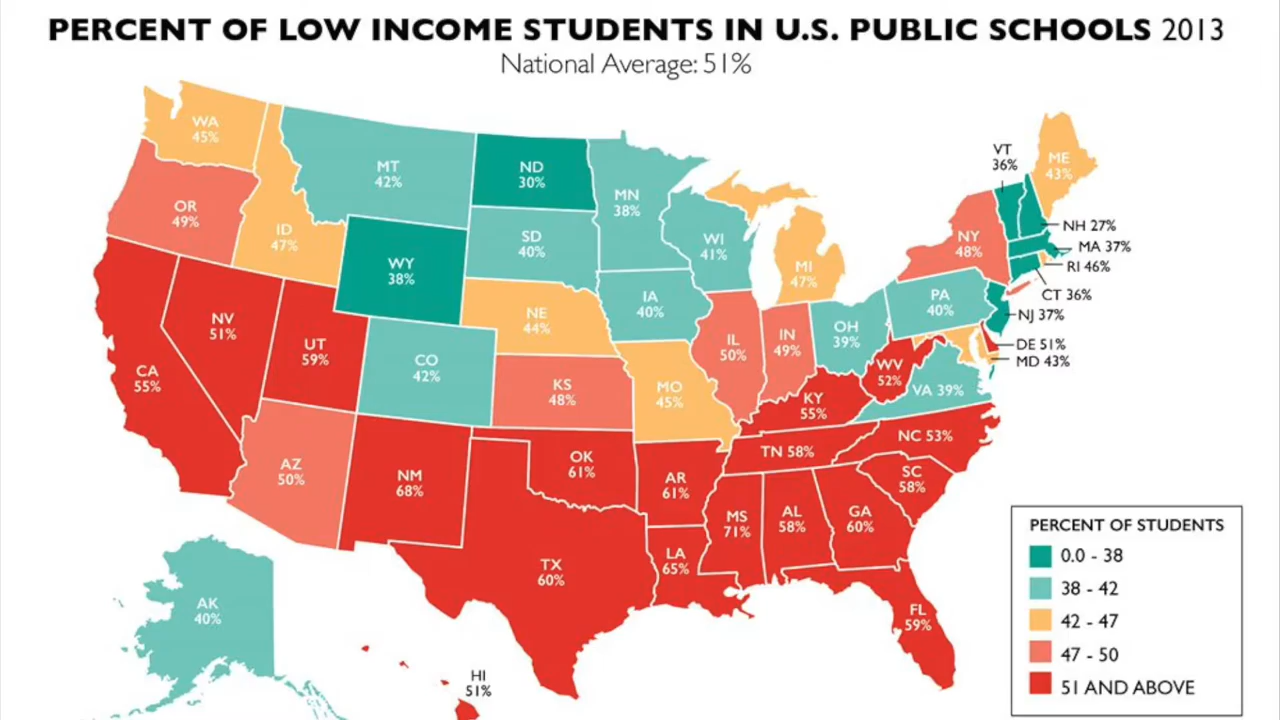 PERCENT OF LOW INCOME STUDENTS IN U.S. PUBLIC SCHOOLS 2013
National Average: 51%
WA
45%
OR
49%
ID
47%
MT
42%
ND
30%
MN
38%
SD
40%
WI
41%
WY
38%
MI
47%
VT
36%
ME
43%
NH 27%
MA 37%
RI 46%
CT 36%
NJ 37%
DE 51%
MD 43%
NY
48%
PA
40%
NV
51%
UT
59%
CA
55%
CO
42%
NE
44%
IA
40%
KS
48%
MO
45%
IL
50%
IN
49%
OH
39%
WV
52%
VA 39%
KY
55%
TN 58%
NC 53%
SC
58%
AZ
50%
NM
68%
OK
61%
AR
61%
TX
60%
LA
65%
MS
71%
AL
58%
GA
60%
FL
59%
AK
40%
HI
51%
PERCENT OF STUDENTS
0.0 - 38
38 - 42
42 - 47
47 - 50
51 AND ABOVE